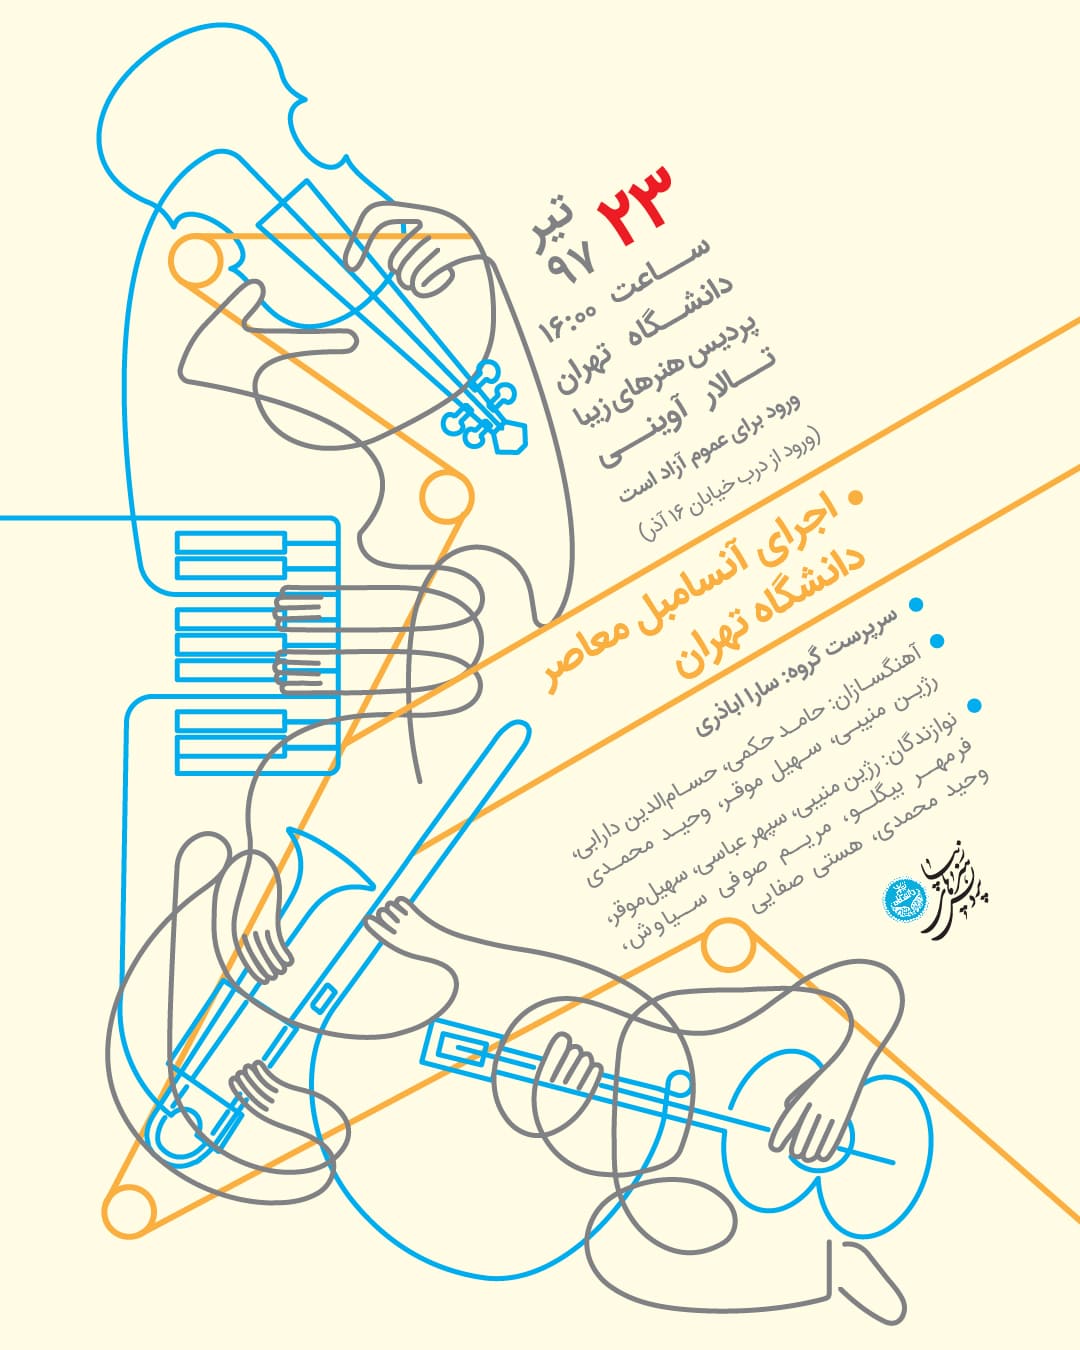 ۲۳
تیر
۹۷
ساعت ۱۶:۰۰
دانشگاه تهران
پردیس هنرهای زیبا
تالار آوینی
ورود برای عموم آزاد است
(ورود از درب خیابان ۱۶ آذر)
اجرای آنسامبل معاصر
دانشگاه تهران
سرپرست گروه: سارا اباذری
آهنگسازان: حامد حکمی، حسام‌الدین دارابی،
رژین منیبی، سهیل موقر، وحید محمدی
نوازندگان: رژین منیبی، سپهر عباسی، سهیل موقر،
فرمهر بیگلو، مریم صوفی سیاوش،
وحید محمدی، هستی صفایی
پردیس هنرهای زیبا